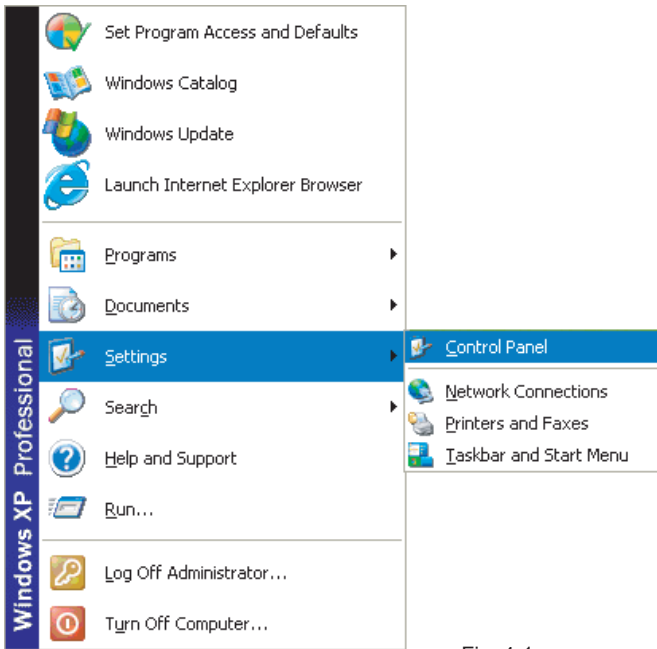 Set Program Access and Defaults
Windows Catalog
Windows Update
Launch Internet Explorer Browser
Programs
Documents
Settings
Search
Help and Support
Run...
Log Off Administrator...
Turn Off Computer...
Control Panel
Network Connections
Printers and Faxes
Taskbar and Start Menu
Windows XP Professional